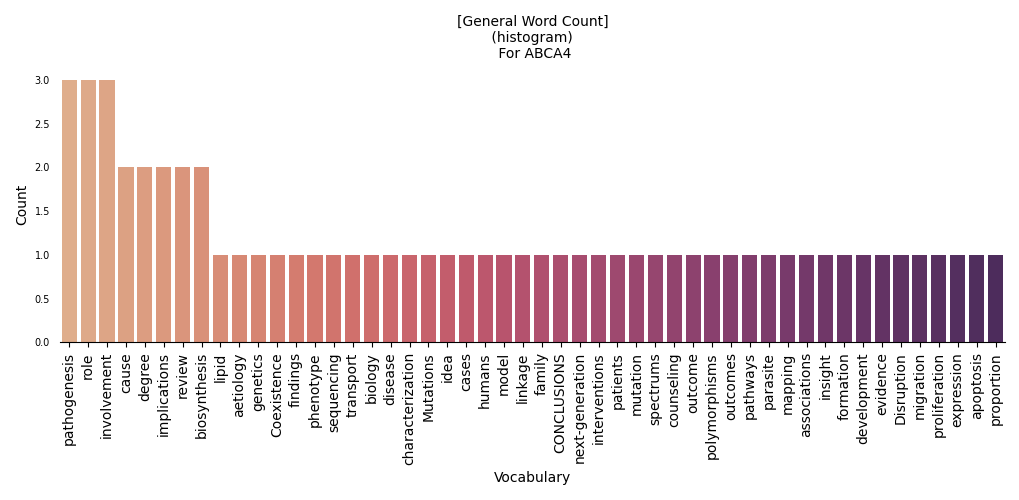 [General Word Count]
(histogram)
For ABCA4
3.0
2.5
2.0
1.5
1.0
0.5
0.0
Count
pathogenesis
role
involvement
cause
degree
implications
review
biosynthesis
lipid
aetiology
genetics
Coexistence
findings
phenotype
sequencing
transport
biology
disease
characterization
Mutations
idea
cases
humans
model
linkage
family
CONCLUSIONS
next-generation
interventions
patients
mutation
spectrums
counseling
outcome
polymorphisms
outcomes
pathways
parasite
mapping
associations
insight
formation
development
evidence
Disruption
migration
proliferation
expression
apoptosis
proportion
Vocabulary